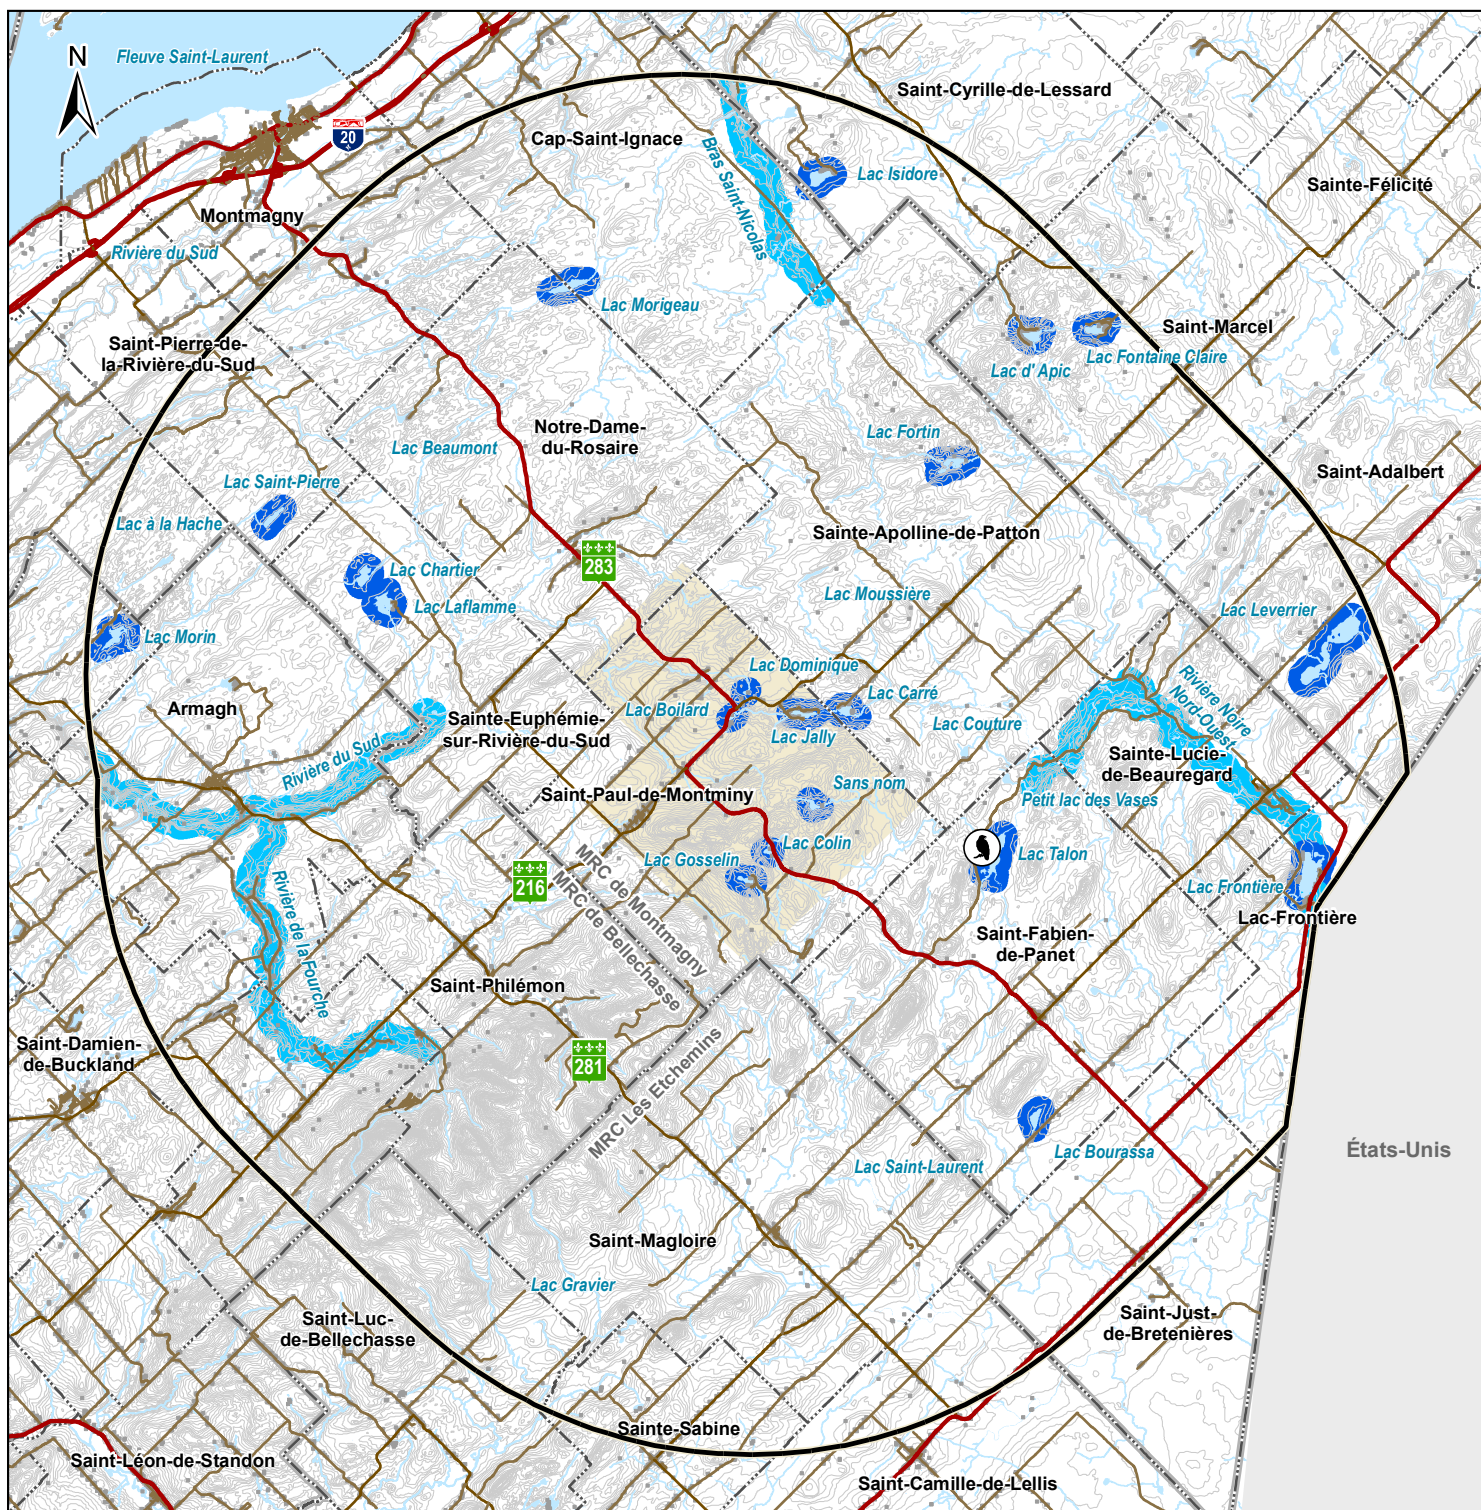 N
Fleuve Saint-Laurent
20
Saint-Cyrille-de-Lessard
Cap-Saint-Ignace
Bras Saint-Nicolas
Lac Isidore
Sainte-Félicité
Montmagny
Rivière du Sud
Lac Morigeau
Saint-Marcel
Saint-Pierre-de-
la-Rivière-du-Sud
Lac d' Apic
Lac Fontaine Claire
Notre-Dame-
du-Rosaire
Lac Beaumont
Lac Fortin
Saint-Adalbert
Lac Saint-Pierre
Lac à la Hache
Sainte-Apolline-de-Patton
283
Lac Chartier
Lac Laflamme
Lac Moussière
Lac Leverrier
Lac Morin
Lac Dominique
Lac Carré
Armagh
Lac Boilard
Sainte-Euphémie-
sur-Rivière-du-Sud
Lac Jally
Lac Couture
Rivière Noire
Nord-Ouest
Rivière du Sud
Sainte-Lucie-
de-Beauregard
Saint-Paul-de-Montminy
Sans nom
Petit lac des Vases
Lac Colin
Lac Gosselin
Lac Talon
216
MRC de Montmagny
MRC de Bellechasse
Lac Frontière
Lac-Frontière
Rivière de la Fourche
Saint-Fabien-
de-Panet
Saint-Philémon
Saint-Damien-
de-Buckland
281
MRC Les Etchemins
Lac Bourassa
Lac Saint-Laurent
États-Unis
Saint-Magloire
Lac Gravier
Saint-Luc-
de-Bellechasse
Saint-Just-
de-Bretenières
Sainte-Sabine
Saint-Léon-de-Standon
Saint-Camille-de-Lellis